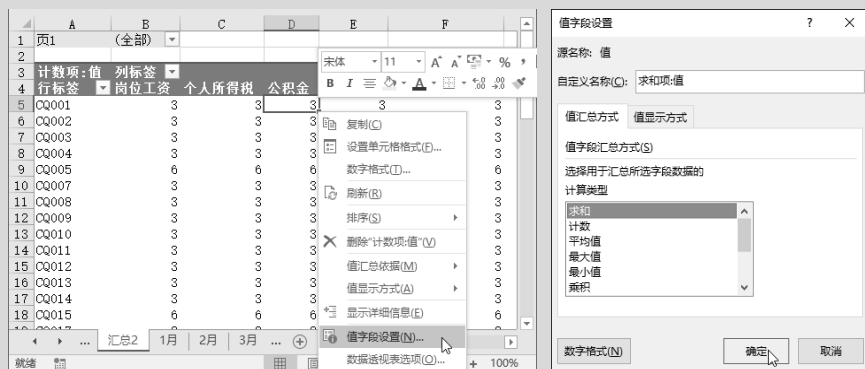 A B C D E F
1 页1 (全部)
2
3 计数项:值 列标签
4 行标签 岗位工资 个人所得税 公积金
5 CQ001 3 3 3 3
6 CQ002 3 3 3 3
7 CQ003 3 3 3 3
8 CQ004 3 3 3 3
9 CQ005 6 6 6 6
10 CQ007 3 3 3 3
11 CQ008 3 3 3 3
12 CQ009 3 3 3 3
13 CQ010 3 3 3 3
14 CQ011 3 3 3 3
15 CQ012 3 3 3 3
16 CQ013 3 3 3 3
17 CQ014 3 3 3 3
18 CQ015 6 6 6 6
... 汇总2 1月 2月 3月 ...
就绪
+ 100%
宋体 11 A A % ,
B I A
复制(C)
设置单元格格式(F)...
数字格式(T)...
刷新(R)
排序(S)
删除"计数项:值"(V)
值汇总依据(M)
值显示方式(A)
显示详细信息(E)
值字段设置(N)...
数据透视表选项(O)...
值字段设置 ? ×
源名称: 值
自定义名称(C): 求和项:值
值汇总方式 值显示方式
值字段汇总方式(S)
选择用于汇总所选字段数据的
计算类型
求和
计数
平均值
最大值
最小值
乘积
数字格式(N) 确定 取消